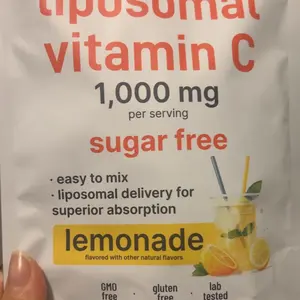 liposomal
vitamin C
1,000 mg
per serving
sugar free
· easy to mix
· liposomal delivery for
superior absorption
lemonade
flavored with other natural flavors
GMO
free
·
gluten
free
·
lab
tested